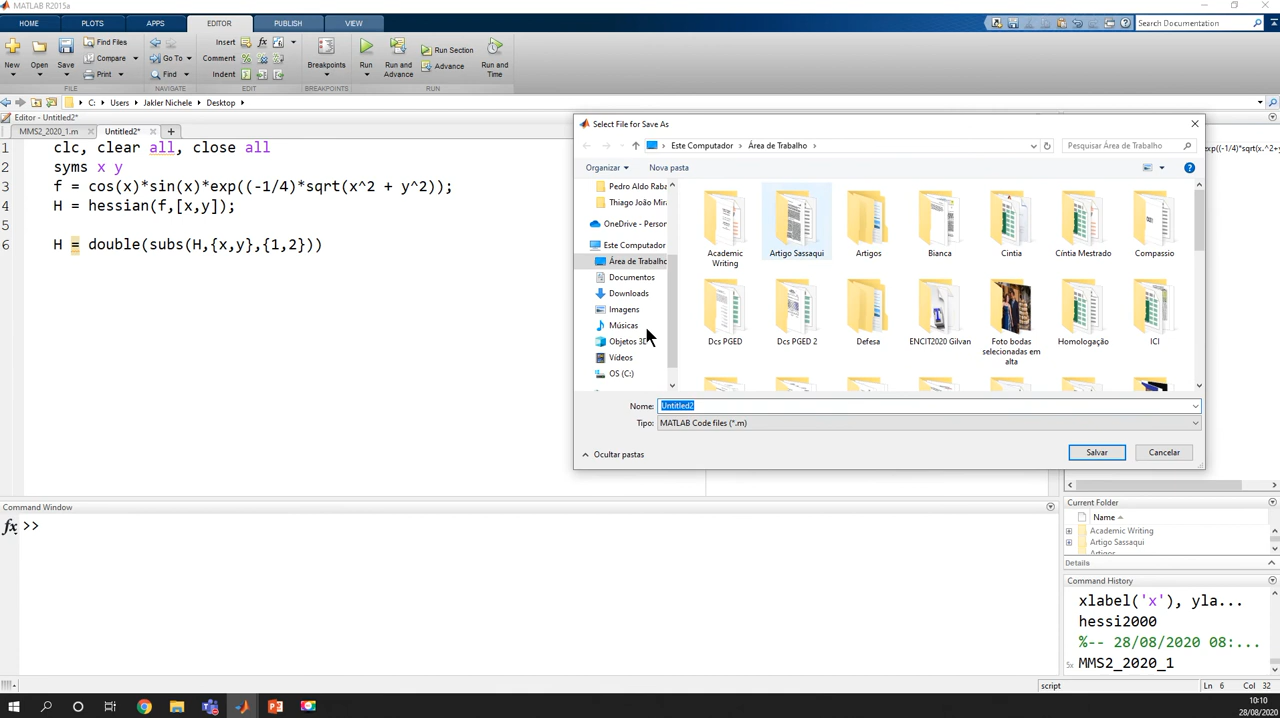 MATLAB R2015a
HOME
PLOTS
APPS
EDITOR
PUBLISH
VIEW
Search Documentation
New
Open
Save
Find Files
Compare
Print
Insert
Comment
Indent
Go To
Find
Breakpoints
Run
Run and Advance
Run Section
Advance
Run and Time
FILE
NAVIGATE
EDIT
BREAKPOINTS
RUN
C:
Users
Jakler Nichele
Desktop
Editor - Untitled2*
MMS2_2020_1.m
Untitled2*
1 clc, clear all, close all
2 syms x y
3 f = cos(x)*sin(x)*exp((-1/4)*sqrt(x^2 + y^2));
4 H = hessian(f,[x,y]);
5
6 H = double(subs(H,{x,y},{1,2}))
Select File for Save As
Este Computador
Área de Trabalho
Pesquisar Área de Trabalho
Organizar
Nova pasta
Pedro Aldo Raba
Thiago João Mira
OneDrive - Person
Este Computador
Área de Trabalho
Documentos
Downloads
Imagens
Músicas
Objetos 3D
Vídeos
OS (C:)
Academic Writing
Artigo Sassaqui
Artigos
Bianca
Cintia
Cíntia Mestrado
Compassio
Dcs PGED
Dcs PGED 2
Defesa
ENCIT2020 Gilvan
Foto bodas selecionadas em alta
Homologação
ICI
Nome: Untitled2
Tipo: MATLAB Code files (*.m)
Ocultar pastas
Salvar
Cancelar
Command Window
fx >>
Current Folder
Name
Academic Writing
Artigo Sassaqui
Details
Command History
xlabel('x'), yla...
hessi2000
%-- 28/08/2020 08:...
MMS2_2020_1
script
Ln 6 Col 32
10:10
28/08/2020